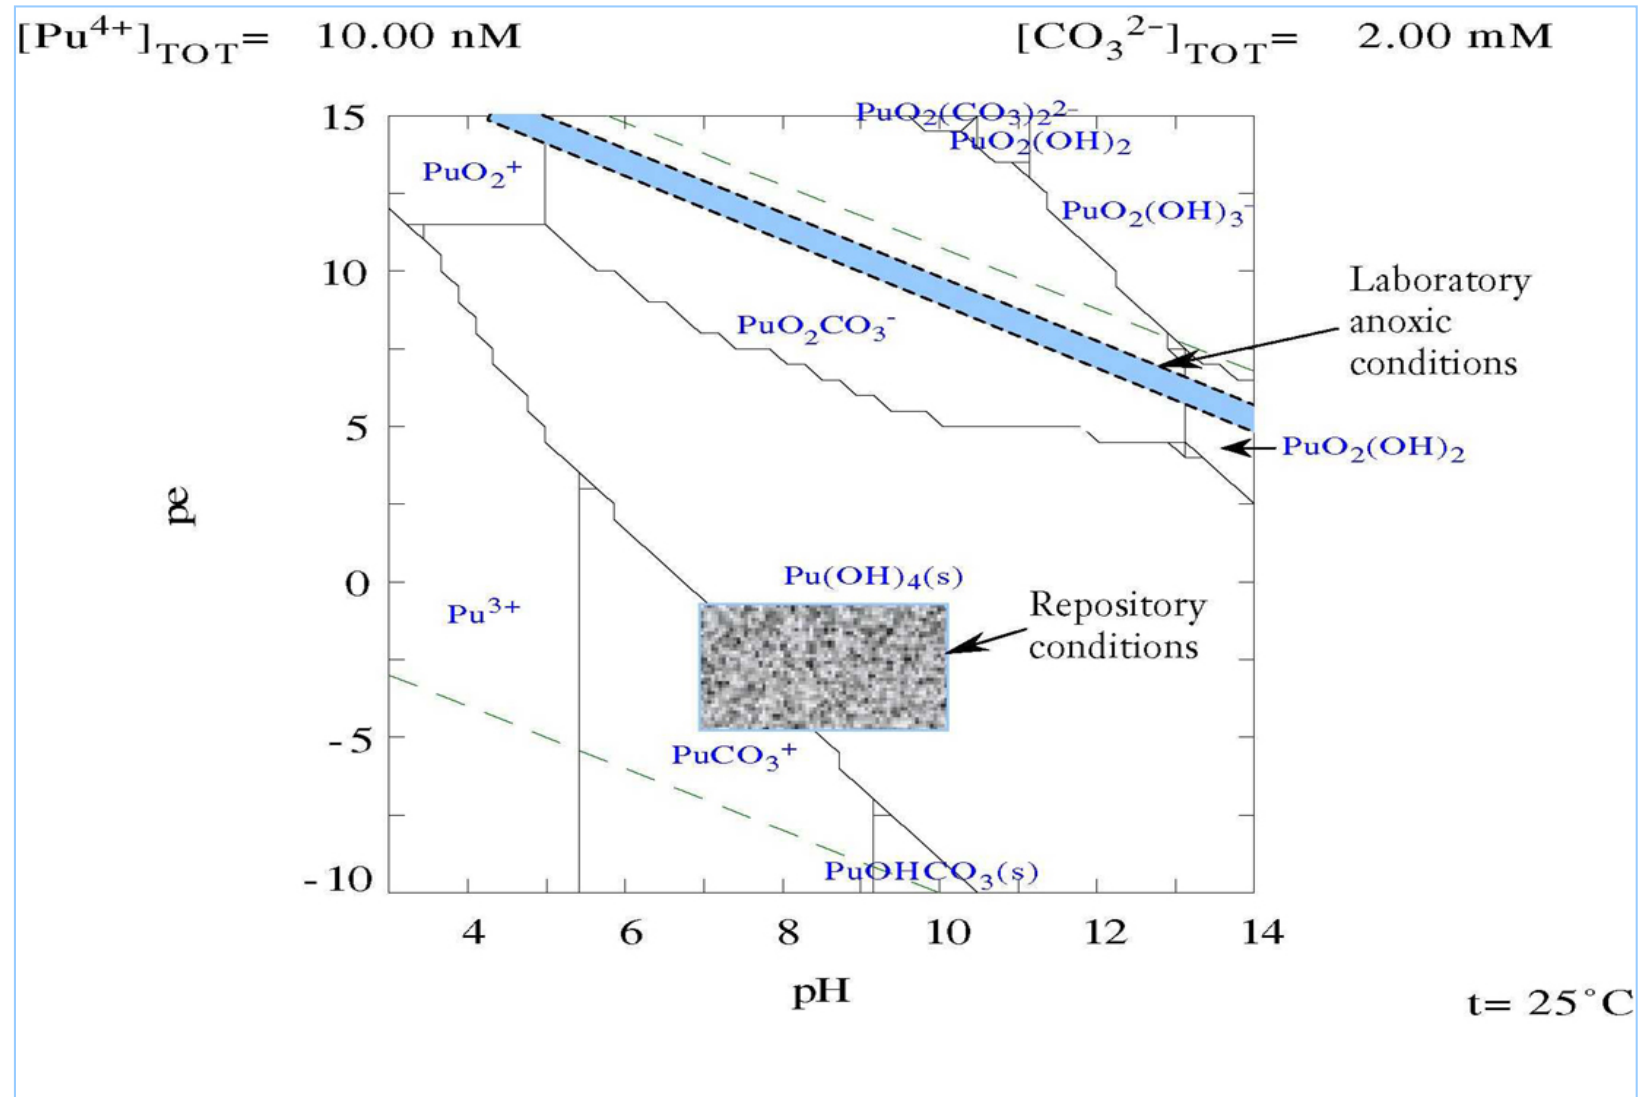 [Pu⁴⁺]TOT= 10.00 nM [CO₃²⁻]TOT= 2.00 mM
15
PuO₂(CO₃)₂²⁻
PuO₂(OH)₂
PuO₂⁺
PuO₂(OH)₃⁻
10
Laboratory
anoxic
conditions
PuO₂CO₃⁻
5
PuO₂(OH)₂
pe
0
Pu(OH)₄(s)
Pu³⁺
Repository
conditions
-5
PuCO₃⁺
-10
PuOHCO₃(s)
4 6 8 10 12 14
pH
t= 25°C